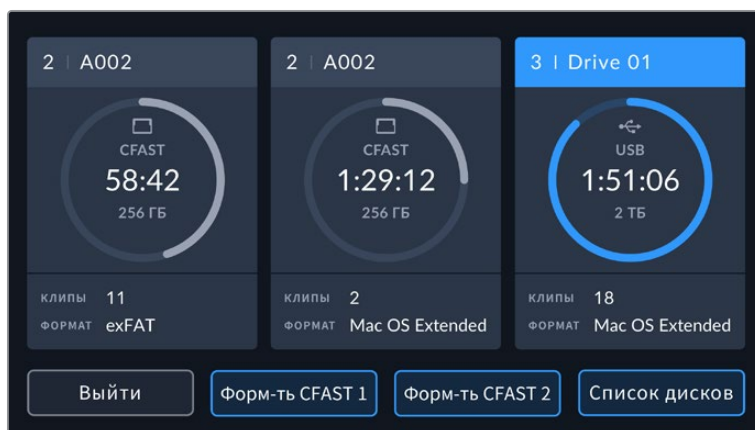 2 | A002
CFAST
58:42
256 ГБ
КЛИПЫ 11
ФОРМАТ exFAT
2 | A002
CFAST
1:29:12
256 ГБ
КЛИПЫ 2
ФОРМАТ Mac OS Extended
3 | Drive 01
USB
1:51:06
2 ТБ
КЛИПЫ 18
ФОРМАТ Mac OS Extended
Выйти
Форм-ть CFAST 1
Форм-ть CFAST 2
Список дисков